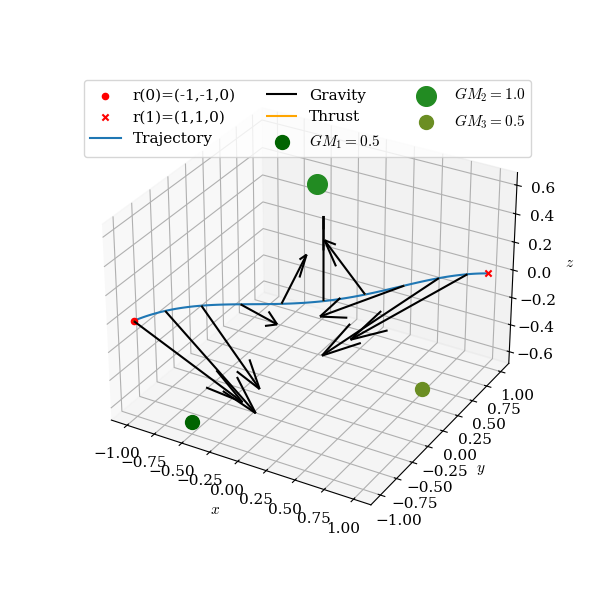 r(0)=(-1,-1,0)
r(1)=(1,1,0)
Trajectory
Gravity
Thrust
GM₁ = 0.5
GM₂ = 1.0
GM₃ = 0.5
0.6
0.4
0.2
0.0
−0.2
−0.4
−0.6
z
−1.00
−0.75
−0.50
−0.25
0.00
0.25
0.50
0.75
1.00
x
1.00
0.75
0.50
0.25
0.00
−0.25
−0.50
−0.75
−1.00
y